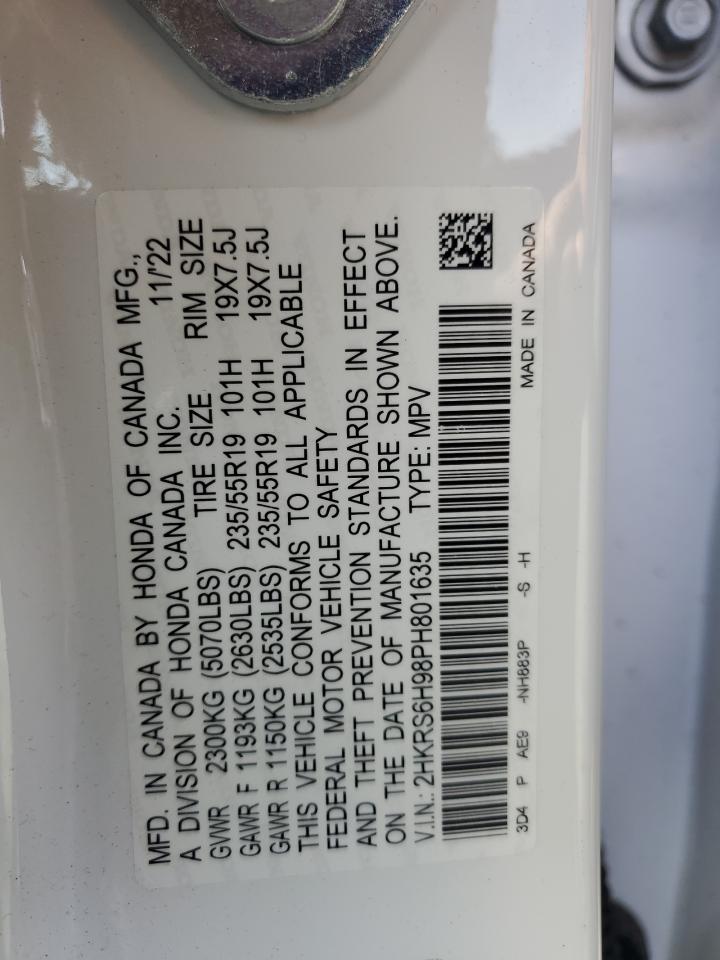 MFD. IN CANADA BY HONDA OF CANADA MFG.,
A DIVISION OF HONDA CANADA INC. 11/'22
GVWR 2300KG (5070LBS) TIRE SIZE RIM SIZE
GAWR F 1193KG (2630LBS) 235/55R19 101H 19X7.5J
GAWR R 1150KG (2535LBS) 235/55R19 101H 19X7.5J
THIS VEHICLE CONFORMS TO ALL APPLICABLE
FEDERAL MOTOR VEHICLE SAFETY
AND THEFT PREVENTION STANDARDS IN EFFECT
ON THE DATE OF MANUFACTURE SHOWN ABOVE.
V.I.N.: 2HKRS6H98PH801635 TYPE: MPV
3D4 P AE9 -NH883P -S -H MADE IN CANADA